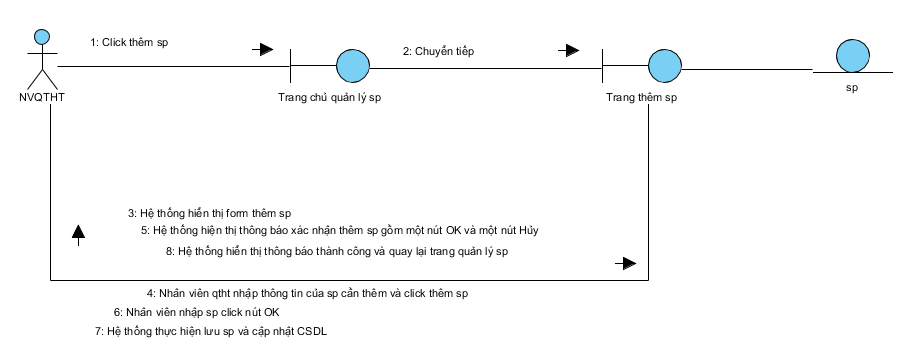 1: Click thêm sp
2: Chuyển tiếp
NVQTHT
Trang chủ quản lý sp
Trang thêm sp
sp
3: Hệ thống hiển thị form thêm sp
5: Hệ thống hiện thị thông báo xác nhận thêm sp gồm một nút OK và một nút Hủy
8: Hệ thống hiển thị thông báo thành công và quay lại trang quản lý sp
4: Nhân viên qtht nhập thông tin của sp cần thêm và click thêm sp
6: Nhân viên nhập sp click nút OK
7: Hệ thống thực hiện lưu sp và cập nhật CSDL